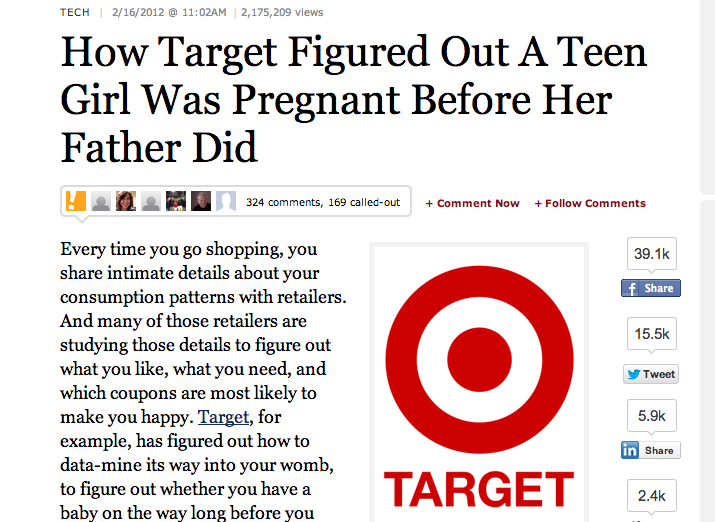 TECH | 2/16/2012 @ 11:02AM | 2,175,209 views
How Target Figured Out A Teen
Girl Was Pregnant Before Her
Father Did
324 comments, 169 called-out
+ Comment Now + Follow Comments
Every time you go shopping, you
share intimate details about your
consumption patterns with retailers.
And many of those retailers are
studying those details to figure out
what you like, what you need, and
which coupons are most likely to
make you happy. Target, for
example, has figured out how to
data-mine its way into your womb,
to figure out whether you have a
baby on the way long before you
TARGET
39.1k
f Share
15.5k
Tweet
5.9k
in Share
2.4k